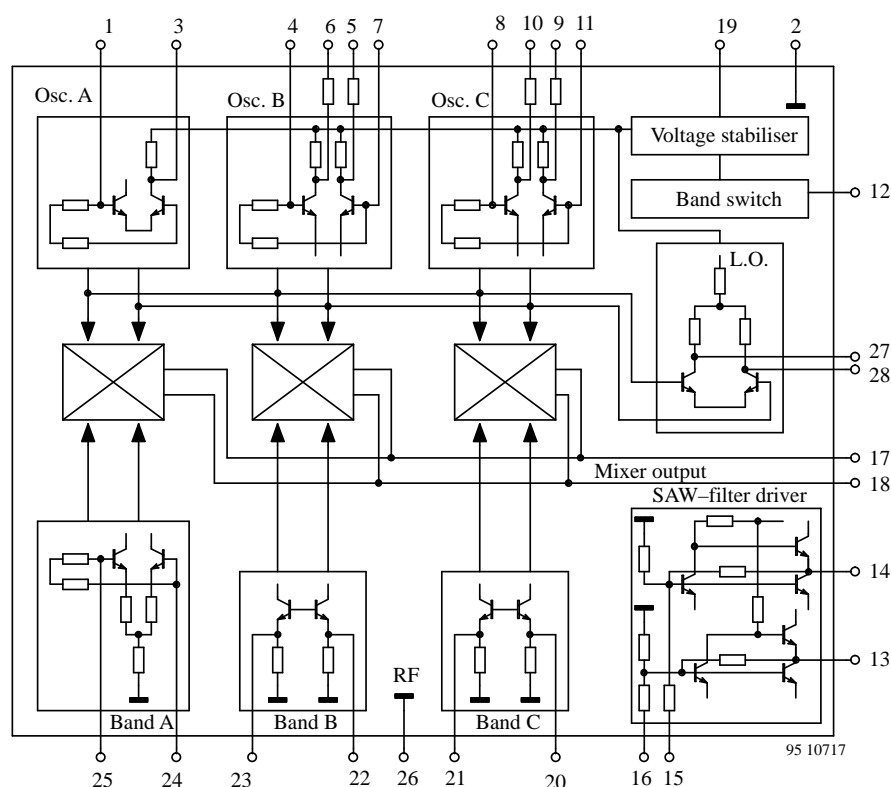 1 3 4 6 5 7 8 10 9 11 19 2
Osc. A Osc. B Osc. C
Voltage stabiliser
Band switch
12
L.O.
27
28
17
Mixer output
18
SAW–filter driver
14
13
RF
Band A Band B Band C
95 10717
25 24 23 22 26 21 20 16 15